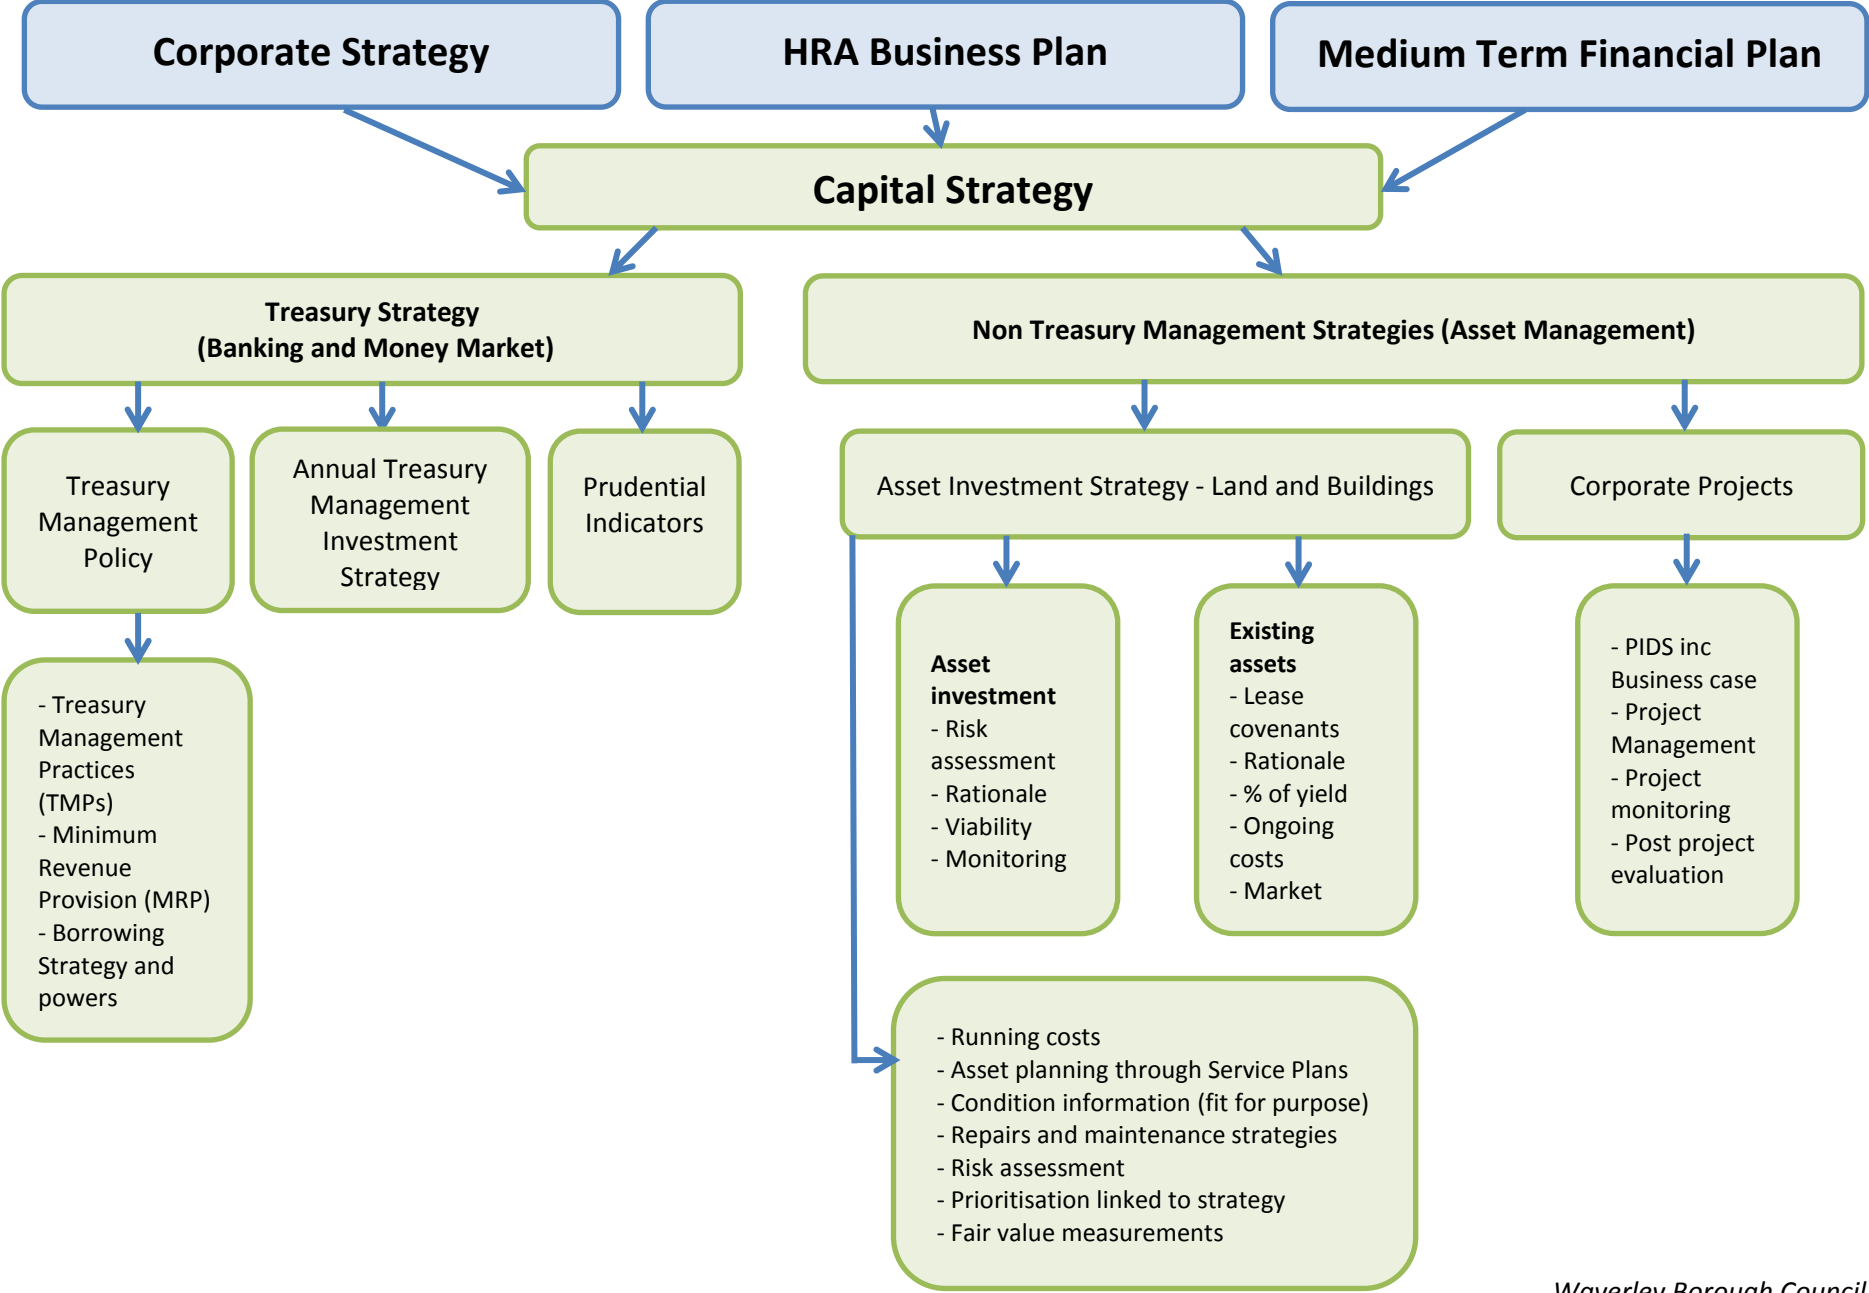 Corporate Strategy
HRA Business Plan
Medium Term Financial Plan
Capital Strategy
Treasury Strategy
(Banking and Money Market)
Non Treasury Management Strategies (Asset Management)
Treasury
Management
Policy
Annual Treasury
Management
Investment
Strategy
Prudential
Indicators
Asset Investment Strategy - Land and Buildings
Corporate Projects
- Treasury
Management
Practices
(TMPs)
- Minimum
Revenue
Provision (MRP)
- Borrowing
Strategy and
powers
Asset
investment
- Risk
assessment
- Rationale
- Viability
- Monitoring
Existing
assets
- Lease
covenants
- Rationale
- % of yield
- Ongoing
costs
- Market
- PIDS inc
Business case
- Project
Management
- Project
monitoring
- Post project
evaluation
- Running costs
- Asset planning through Service Plans
- Condition information (fit for purpose)
- Repairs and maintenance strategies
- Risk assessment
- Prioritisation linked to strategy
- Fair value measurements
Waverley Borough Council